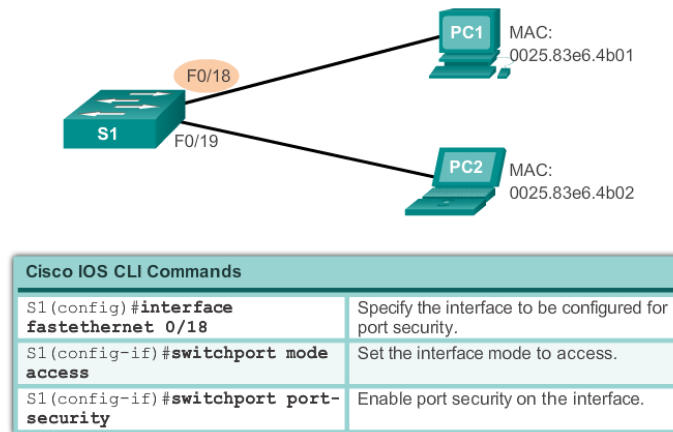 PC1
MAC:
0025.83e6.4b01
F0/18
S1
F0/19
PC2
MAC:
0025.83e6.4b02
Cisco IOS CLI Commands
S1(config)#interface
fastethernet 0/18
Specify the interface to be configured for
port security.
S1(config-if)#switchport mode
access
Set the interface mode to access.
S1(config-if)#switchport port-
security
Enable port security on the interface.